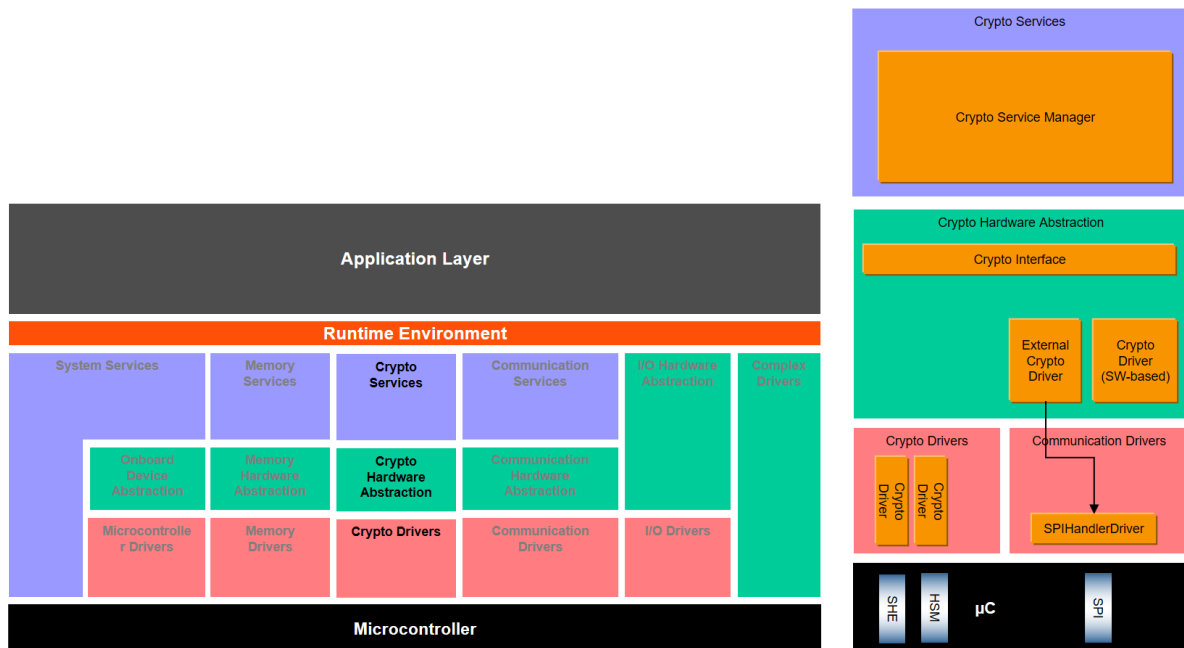 Crypto Services
Crypto Service Manager
Application Layer
Runtime Environment
System Services
Memory
Services
Crypto
Services
Communication
Services
I/O Hardware
Abstraction
Complex
Drivers
Onboard
Device
Abstraction
Memory
Hardware
Abstraction
Crypto
Hardware
Abstraction
Communication
Hardware
Abstraction
Microcontrolle
r Drivers
Memory
Drivers
Crypto Drivers
Communication
Drivers
I/O Drivers
Microcontroller
Crypto Hardware Abstraction
Crypto Interface
External
Crypto
Driver
Crypto
Driver
(SW-based)
Crypto Drivers
Communication Drivers
Crypto
Driver
Crypto
Driver
SPIHandlerDriver
SHE
HSM
µC
SPI